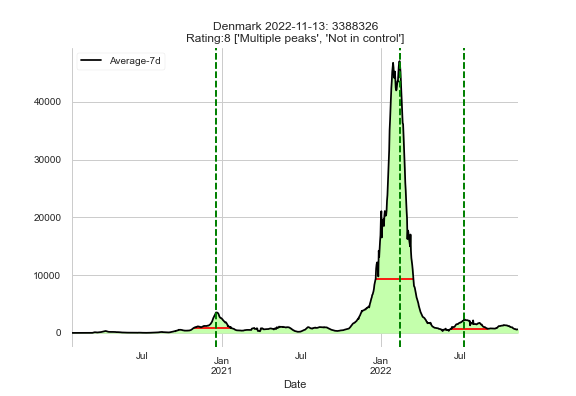 Denmark 2022-11-13: 3388326
Rating:8 ['Multiple peaks', 'Not in control']
Average-7d
40000
30000
20000
10000
0
Jul
Jan
2021
Jul
Jan
2022
Jul
Date